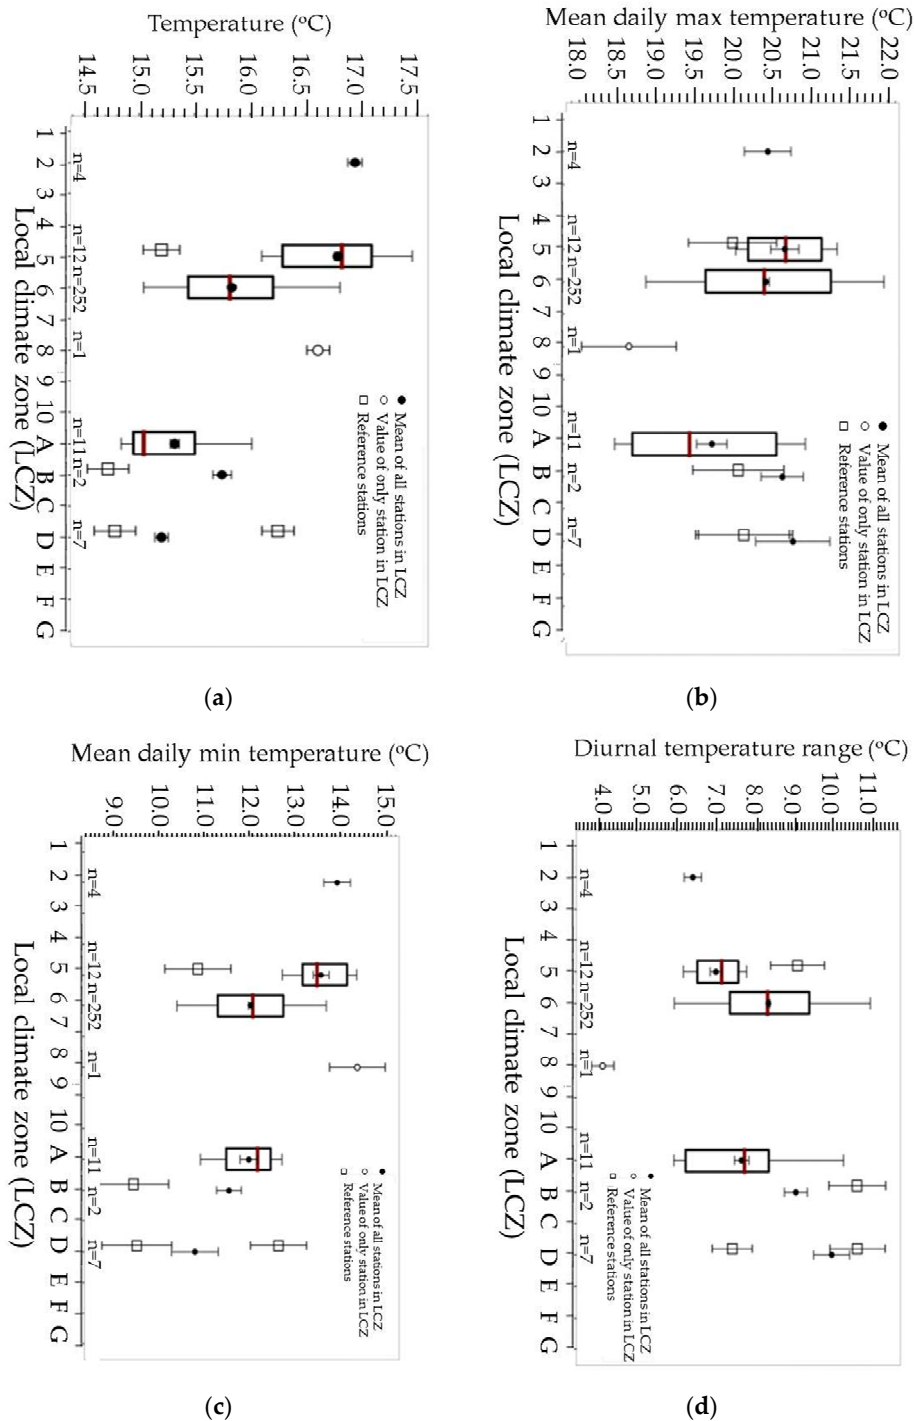 Temperature (ºC)
14.5 15.0 15.5 16.0 16.5 17.0 17.5
1 2 3 4 5 6 7 8 9 10 A B C D E F G
n=4 n=12 n=252 n=1 n=11 n=2 n=7
Local climate zone (LCZ)
Mean of all stations in LCZ
Value of only station in LCZ
Reference stations
(a)
Mean daily max temperature (ºC)
18.0 18.5 19.0 19.5 20.0 20.5 21.0 21.5 22.0
1 2 3 4 5 6 7 8 9 10 A B C D E F G
n=4 n=12 n=252 n=1 n=11 n=2 n=7
Local climate zone (LCZ)
Mean of all stations in LCZ
Value of only station in LCZ
Reference stations
(b)
Mean daily min temperature (ºC)
9.0 10.0 11.0 12.0 13.0 14.0 15.0
1 2 3 4 5 6 7 8 9 10 A B C D E F G
n=4 n=12 n=252 n=1 n=11 n=2 n=7
Local climate zone (LCZ)
Mean of all stations in LCZ
Value of only station in LCZ
Reference stations
(c)
Diurnal temperature range (ºC)
4.0 5.0 6.0 7.0 8.0 9.0 10.0 11.0
1 2 3 4 5 6 7 8 9 10 A B C D E F G
n=4 n=12 n=252 n=1 n=11 n=2 n=7
Local climate zone (LCZ)
Mean of all stations in LCZ
Value of only station in LCZ
Reference stations
(d)